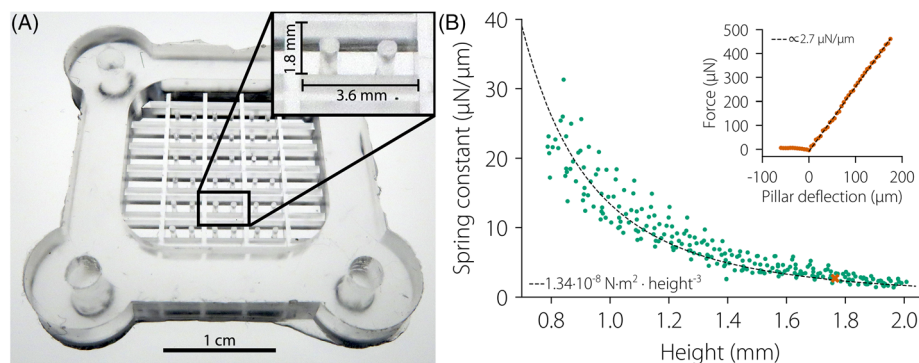 (A)
1.8 mm
3.6 mm
1 cm
(B)
Spring constant (µN/µm)
40
30
20
10
0
0.8 1.0 1.2 1.4 1.6 1.8 2.0
Height (mm)
---1.34·10⁻⁸ N·m² · height⁻³
---∝2.7 µN/µm
Force (µN)
500
400
300
200
100
0
-100 0 100 200
Pillar deflection (µm)